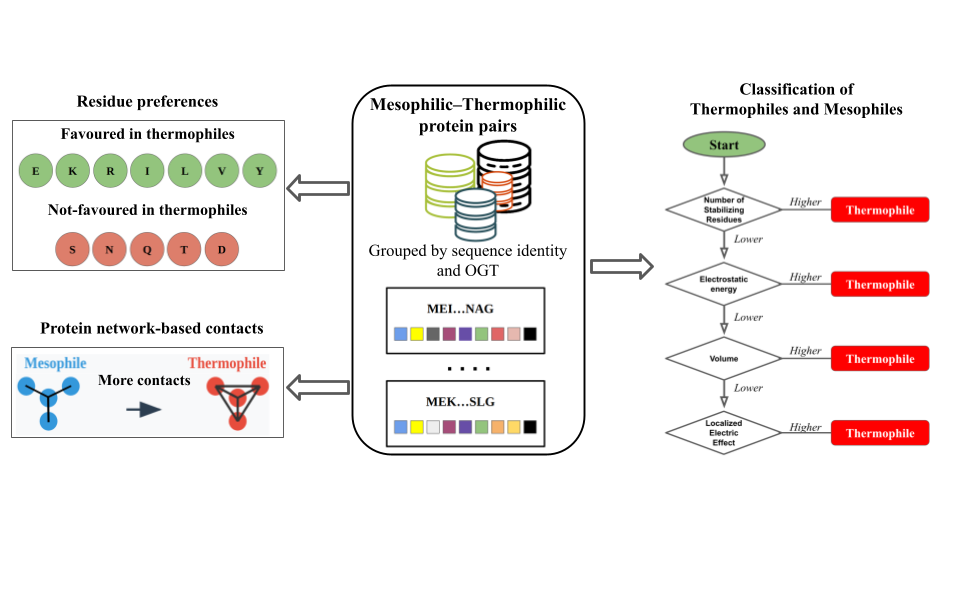 Residue preferences
Favoured in thermophiles
E K R I L V Y
Not-favoured in thermophiles
S N Q T D
Protein network-based contacts
Mesophile
Thermophile
More contacts
Mesophilic–Thermophilic
protein pairs
Grouped by sequence identity
and OGT
MEI...NAG
. . . .
MEK...SLG
Classification of
Thermophiles and Mesophiles
Start
Number of
Stabilizing
Residues
Higher
Thermophile
Lower
Electrostatic
energy
Higher
Thermophile
Lower
Volume
Higher
Thermophile
Lower
Localized
Electric
Effect
Higher
Thermophile